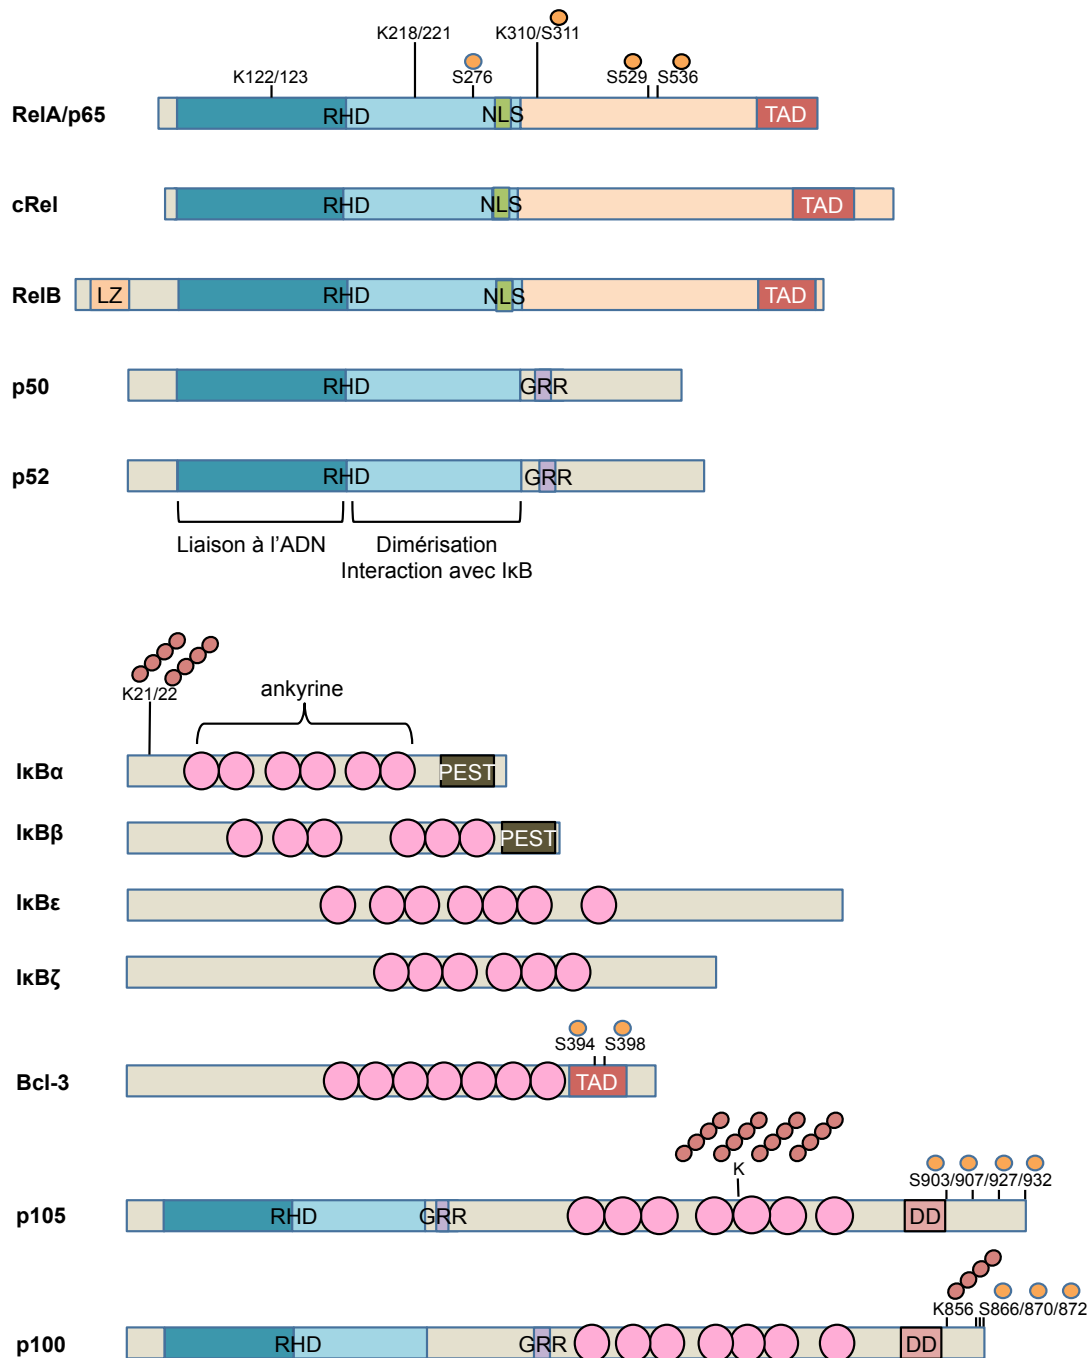 K218/221 K310/S311
K122/123 S276 S529 S536
RelA/p65 RHD NLS TAD
cRel RHD NLS TAD
RelB LZ RHD NLS TAD
p50 RHD GRR
p52 RHD GRR
Liaison à l'ADN Dimérisation
Interaction avec IκB
K21/22 ankyrine
IκBα PEST
IκBβ PEST
IκBε
IκBζ
S394 S398
Bcl-3 TAD
K
S903/907/927/932
p105 RHD GRR DD
K856 S866/870/872
p100 RHD GRR DD